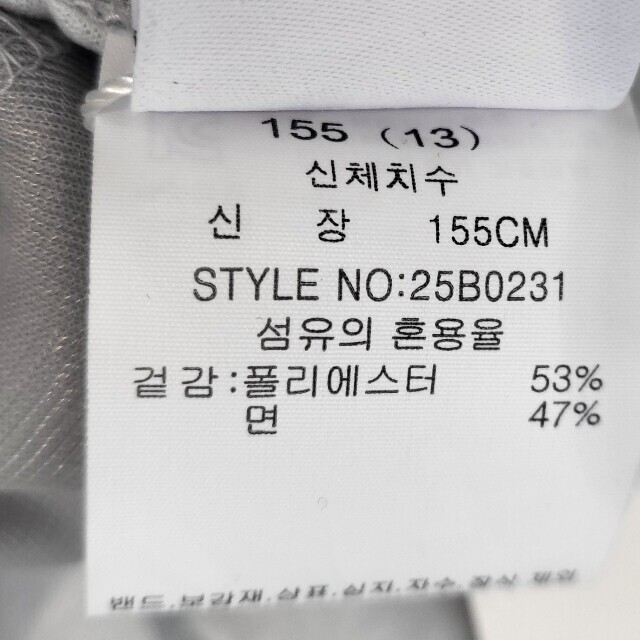 155 (13)
신체치수
신 장 155CM
STYLE NO:25B0231
섬유의 혼용율
겉감:폴리에스터 53%
면 47%